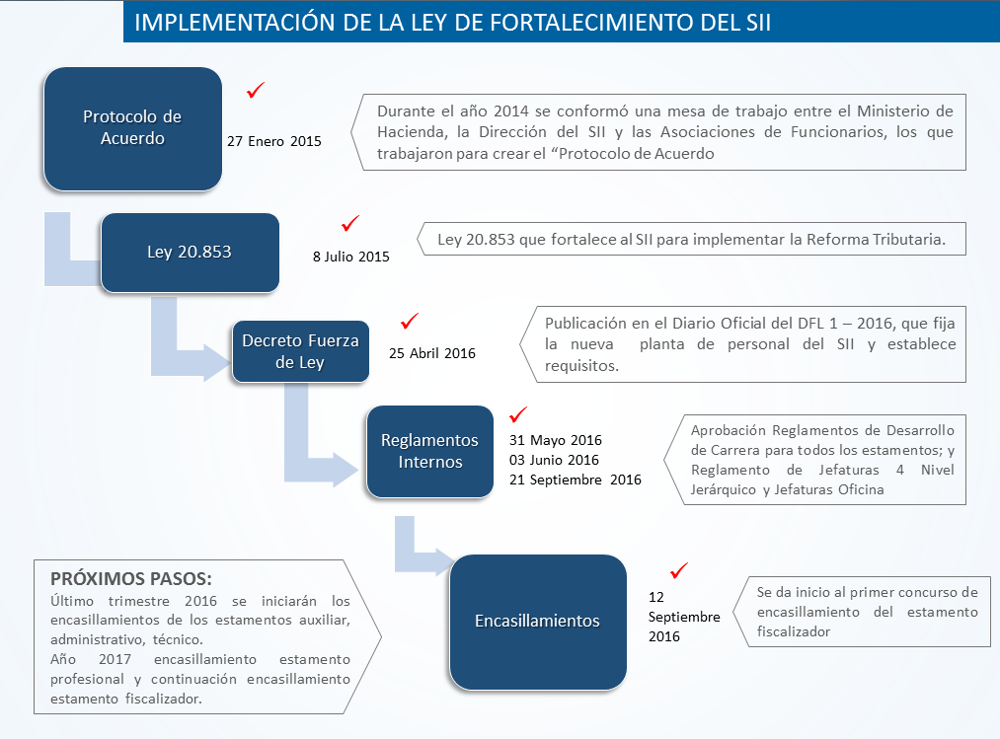 IMPLEMENTACIÓN DE LA LEY DE FORTALECIMIENTO DEL SII
Protocolo de
Acuerdo
27 Enero 2015
Durante el año 2014 se conformó una mesa de trabajo entre el Ministerio de
Hacienda, la Dirección del SII y las Asociaciones de Funcionarios, los que
trabajaron para crear el “Protocolo de Acuerdo
Ley 20.853
8 Julio 2015
Ley 20.853 que fortalece al SII para implementar la Reforma Tributaria.
Decreto Fuerza
de Ley
25 Abril 2016
Publicación en el Diario Oficial del DFL 1 – 2016, que fija
la nueva planta de personal del SII y establece
requisitos.
Reglamentos
Internos
31 Mayo 2016
03 Junio 2016
21 Septiembre 2016
Aprobación Reglamentos de Desarrollo
de Carrera para todos los estamentos; y
Reglamento de Jefaturas 4 Nivel
Jerárquico y Jefaturas Oficina
Encasillamientos
12
Septiembre
2016
Se da inicio al primer concurso de
encasillamiento del estamento
fiscalizador
PRÓXIMOS PASOS:
Último trimestre 2016 se iniciarán los
encasillamientos de los estamentos auxiliar,
administrativo, técnico.
Año 2017 encasillamiento estamento
profesional y continuación encasillamiento
estamento fiscalizador.